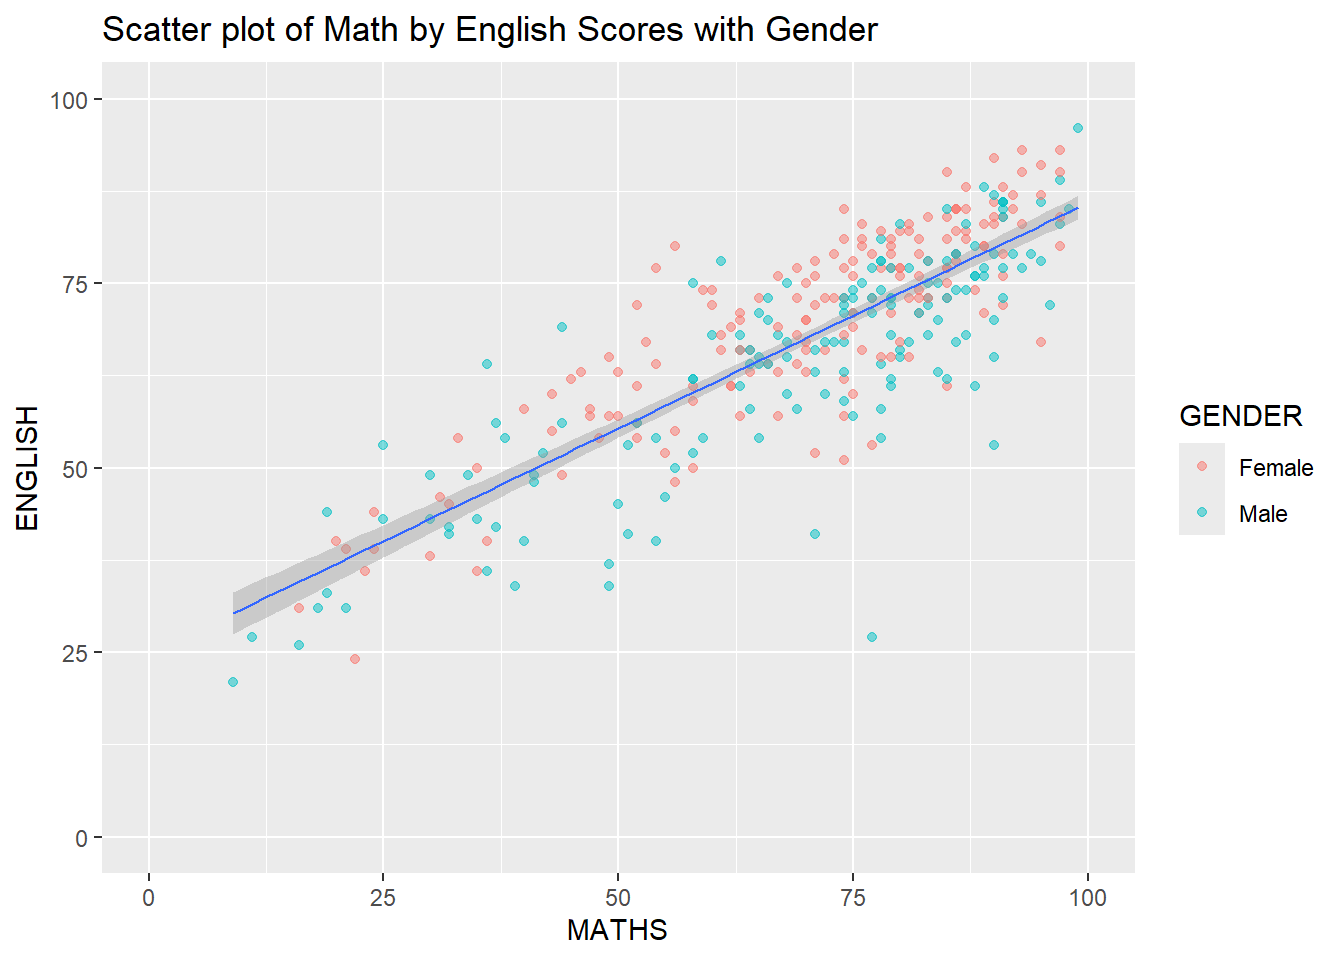 Scatter plot of Math by English Scores with Gender
100
75
50
25
0
ENGLISH
0 25 50 75 100
MATHS
GENDER
Female
Male